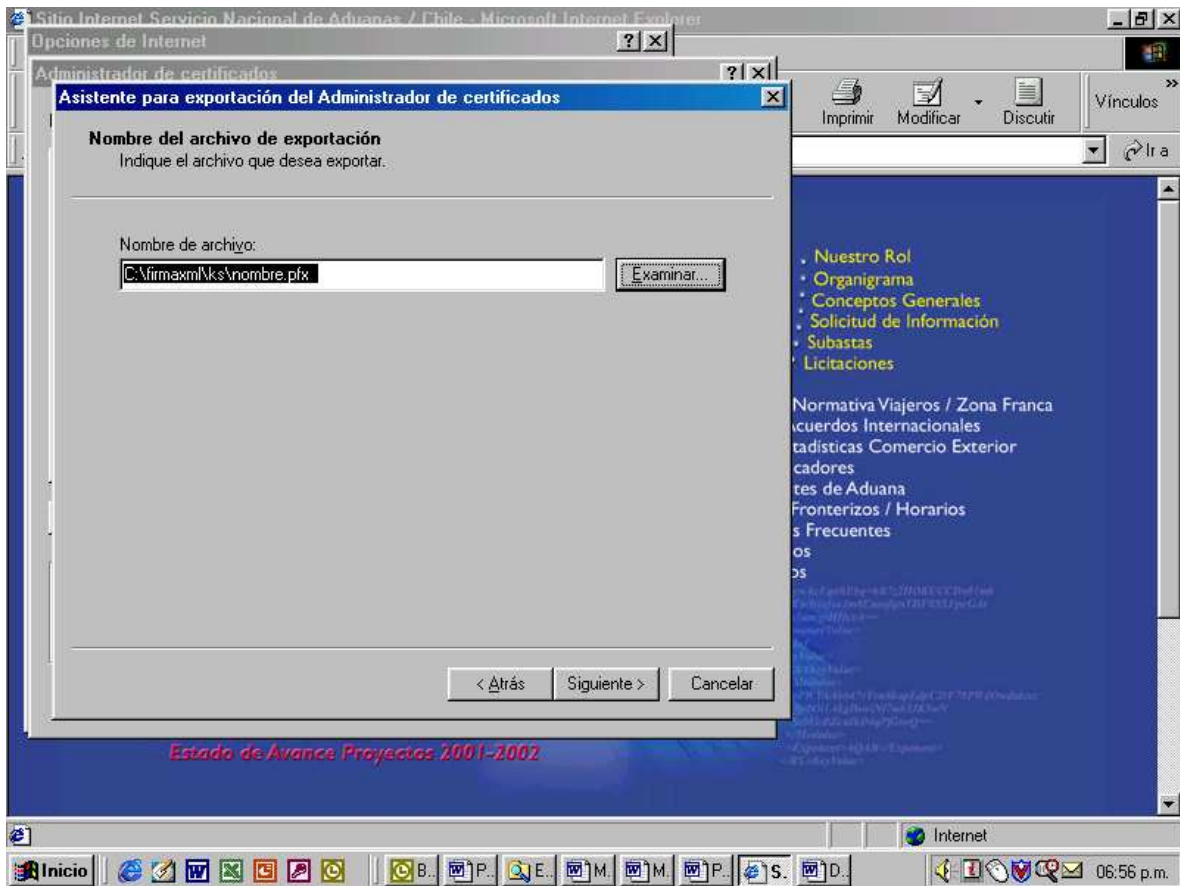 Sitio Internet Servicio Nacional de Aduanas / Chile - Microsoft Internet Explorer
Opciones de Internet
Administrador de certificados
Asistente para exportación del Administrador de certificados
Imprimir
Modificar
Discutir
Vínculos
Ir a
Nombre del archivo de exportación
Indique el archivo que desea exportar.
Nombre de archivo:
C:\firmaxml\ks\nombre.pfx
Examinar...
Nuestro Rol
Organigrama
Conceptos Generales
Solicitud de Información
Subastas
Licitaciones
Normativa Viajeros / Zona Franca
cuerdos Internacionales
tadísticas Comercio Exterior
cadores
tes de Aduana
Fronterizos / Horarios
s Frecuentes
os
os
< Atrás
Siguiente >
Cancelar
Estado de Avance Proyectos 2001-2002
Internet
Inicio
B..
P..
E..
M..
M..
P..
S..
D..
06:56 p.m.